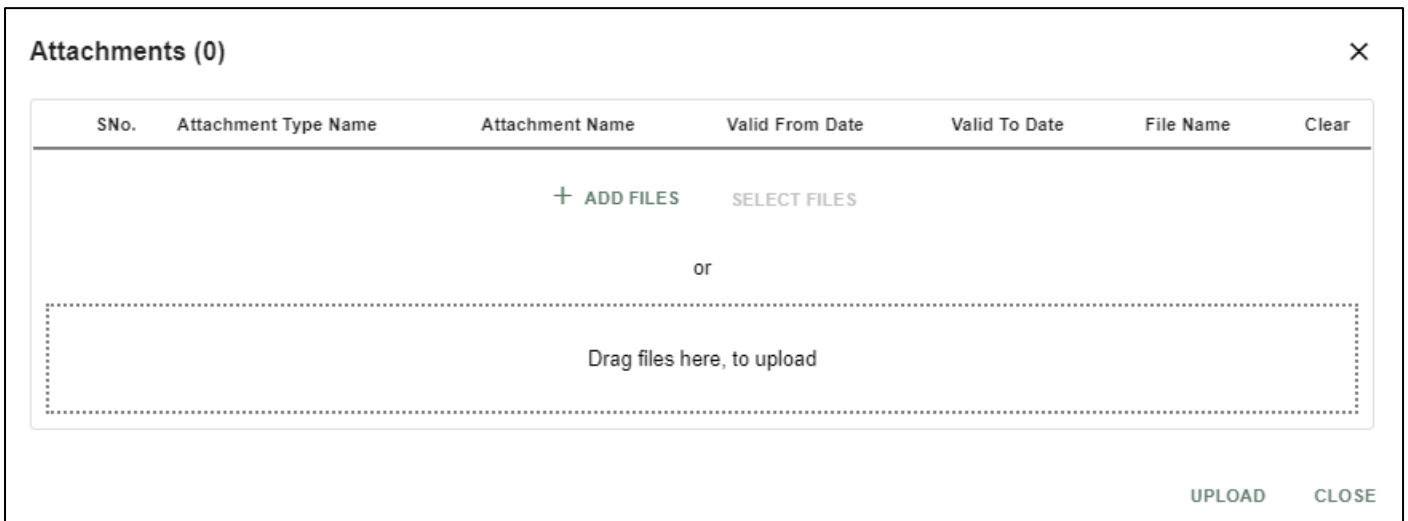 Attachments (0)
SNo. Attachment Type Name Attachment Name Valid From Date Valid To Date File Name Clear
+ ADD FILES SELECT FILES
or
Drag files here, to upload
UPLOAD CLOSE